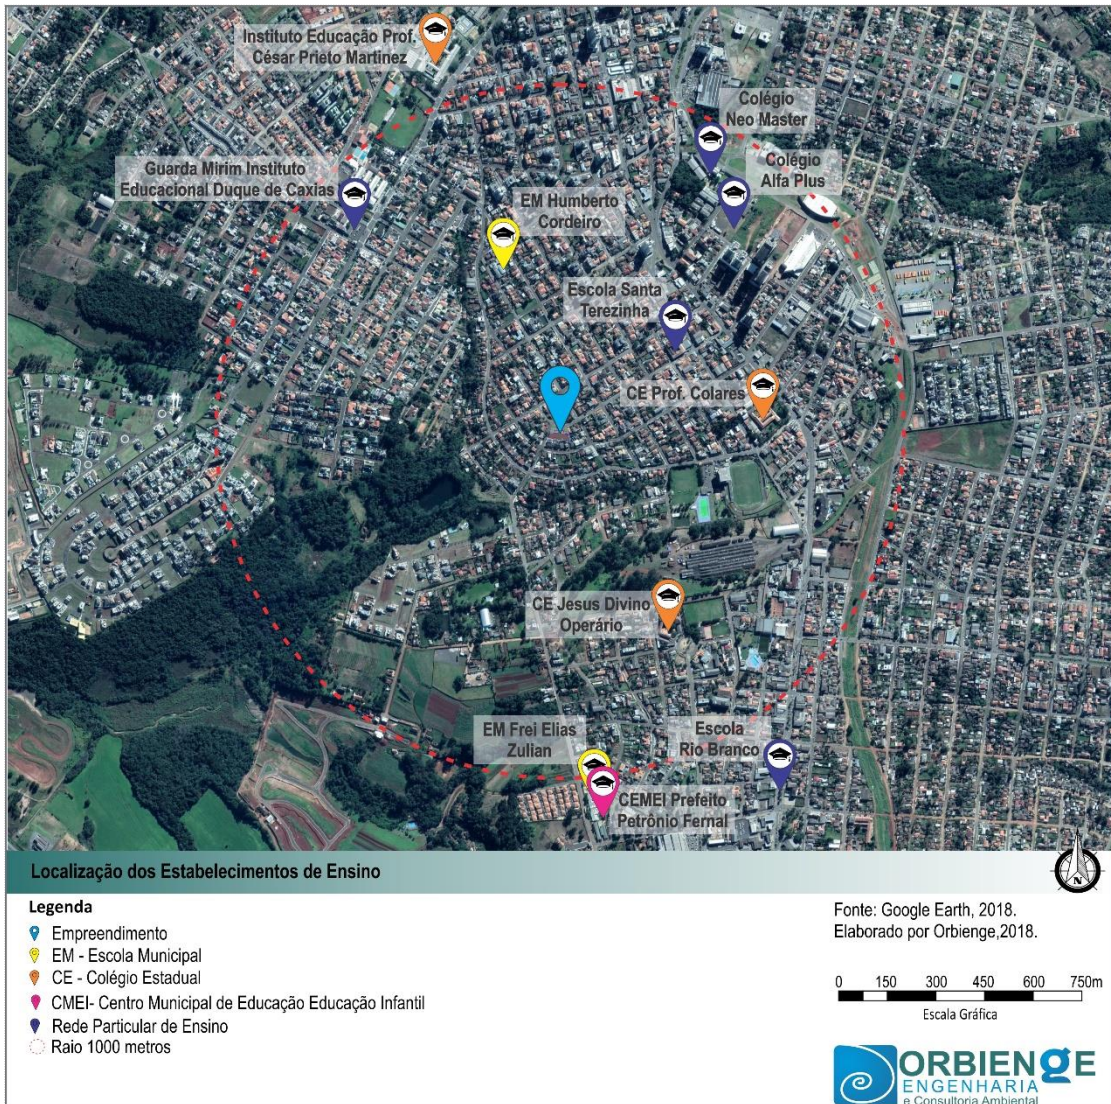 Instituto Educação Prof.
César Prieto Martinez
Colégio
Neo Master
Guarda Mirim Instituto
Educacional Duque de Caxias
Colégio
Alfa Plus
EM Humberto
Cordeiro
Escola Santa
Terezinha
CE Prof. Colares
CE Jesus Divino
Operário
EM Frei Elias
Zulian
Escola
Rio Branco
CEMEI Prefeito
Petrônio Fernal
Localização dos Estabelecimentos de Ensino
N
Legenda
Empreendimento
EM - Escola Municipal
CE - Colégio Estadual
CMEI- Centro Municipal de Educação Educação Infantil
Rede Particular de Ensino
Raio 1000 metros
Fonte: Google Earth, 2018.
Elaborado por Orbienge,2018.
0 150 300 450 600 750m
Escala Gráfica
ORBIENGE
ENGENHARIA
e Consultoria Ambiental